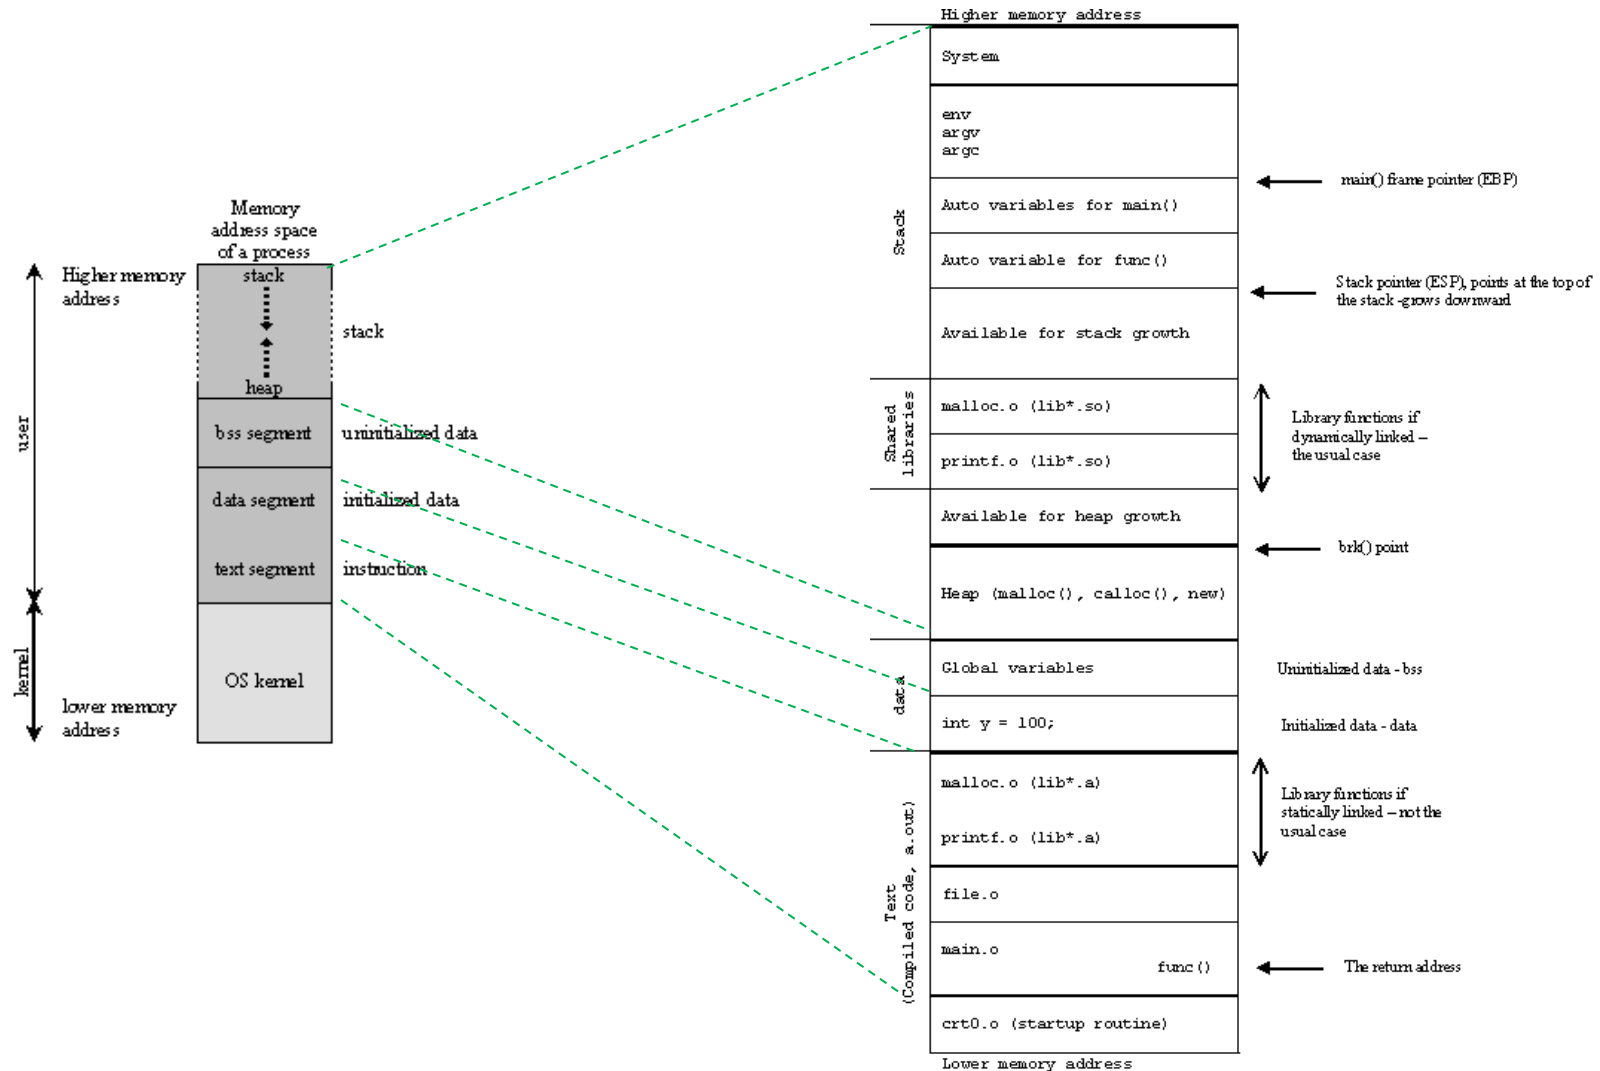 Memory
address space
of a process
Higher memory
address
stack
stack
heap
user
bss segment
uninitialized data
data segment
initialized data
text segment
instruction
kernel
OS kernel
lower memory
address
Higher memory address
System
env
argv
argc
main() frame pointer (EBP)
Stack
Auto variables for main()
Auto variable for func()
Stack pointer (ESP), points at the top of
the stack -grows downward
Available for stack growth
Shared
libraries
malloc.o (lib*.so)
printf.o (lib*.so)
Library functions if
dynamically linked –
the usual case
Available for heap growth
brk() point
Heap (malloc(), calloc(), new)
data
Global variables
Uninitialized data - bss
int y = 100;
Initialized data - data
Text
(Compiled code, a.out)
malloc.o (lib*.a)
printf.o (lib*.a)
Library functions if
statically linked – not the
usual case
file.o
main.o
func()
The return address
crt0.o (startup routine)
Lower memory address